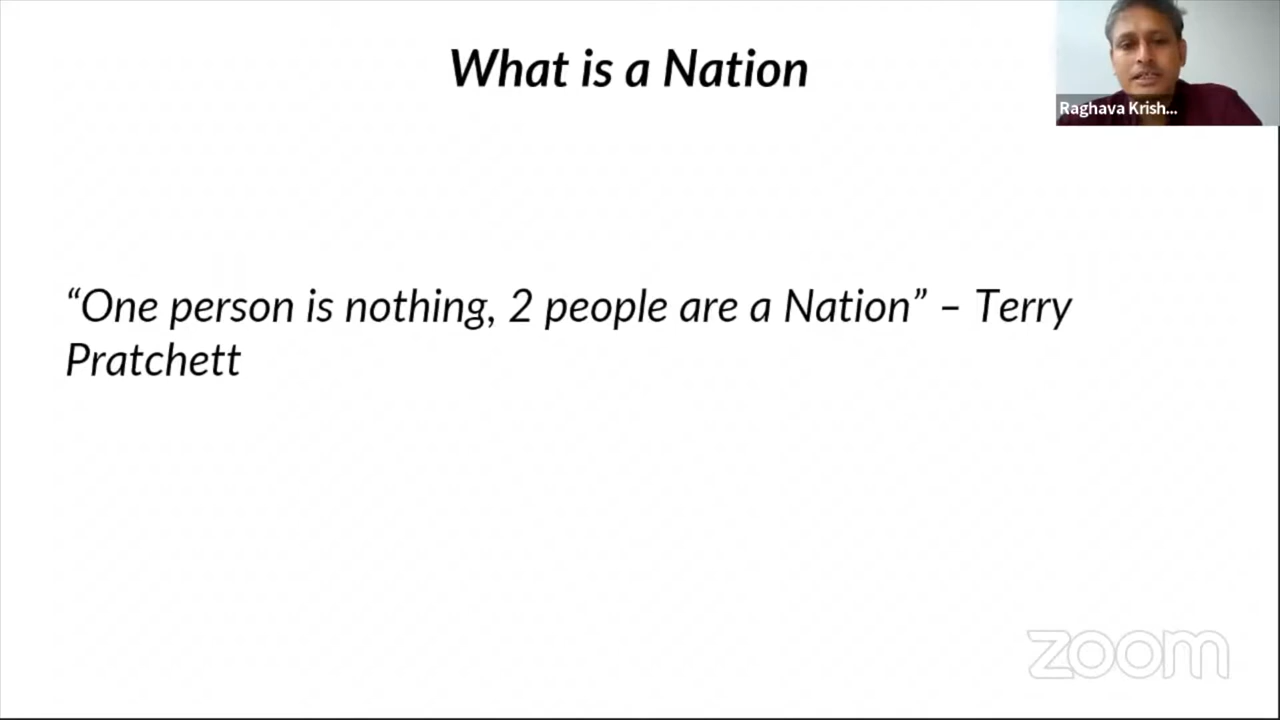 What is a Nation
Raghava Krish...
“One person is nothing, 2 people are a Nation” – Terry
Pratchett
zoom